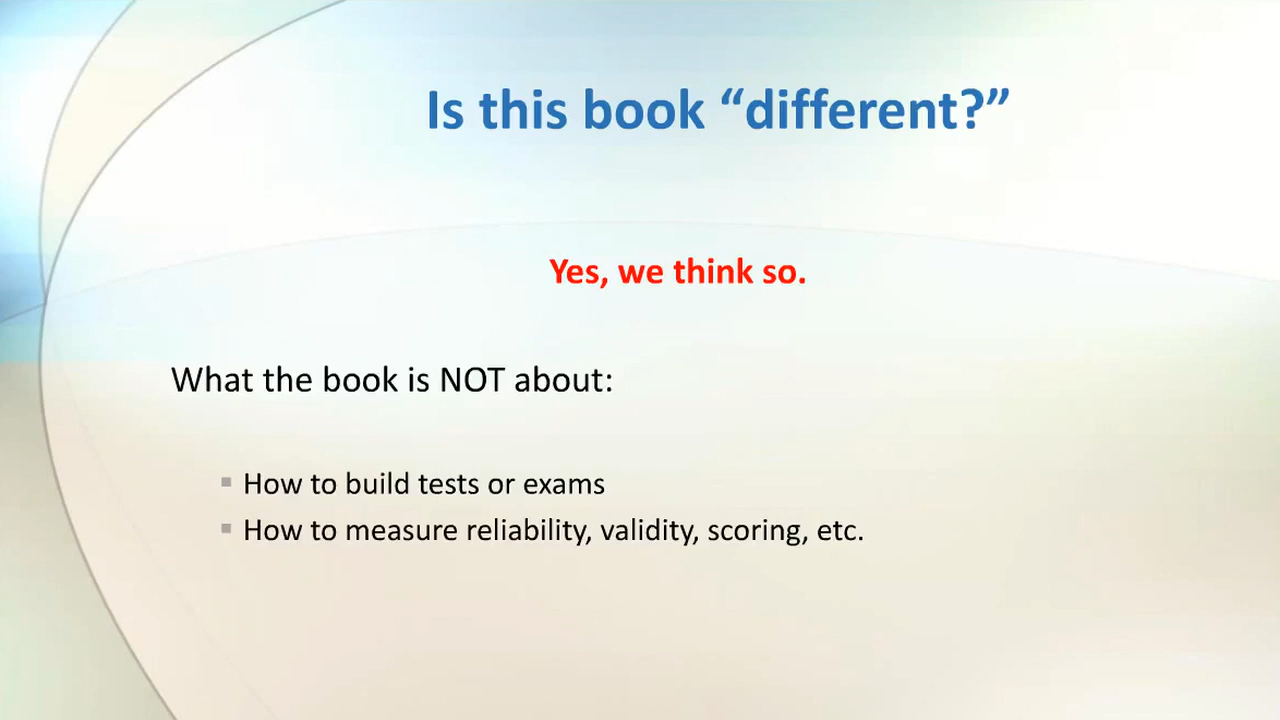 Is this book “different?”
Yes, we think so.
What the book is NOT about:
▪ How to build tests or exams
▪ How to measure reliability, validity, scoring, etc.